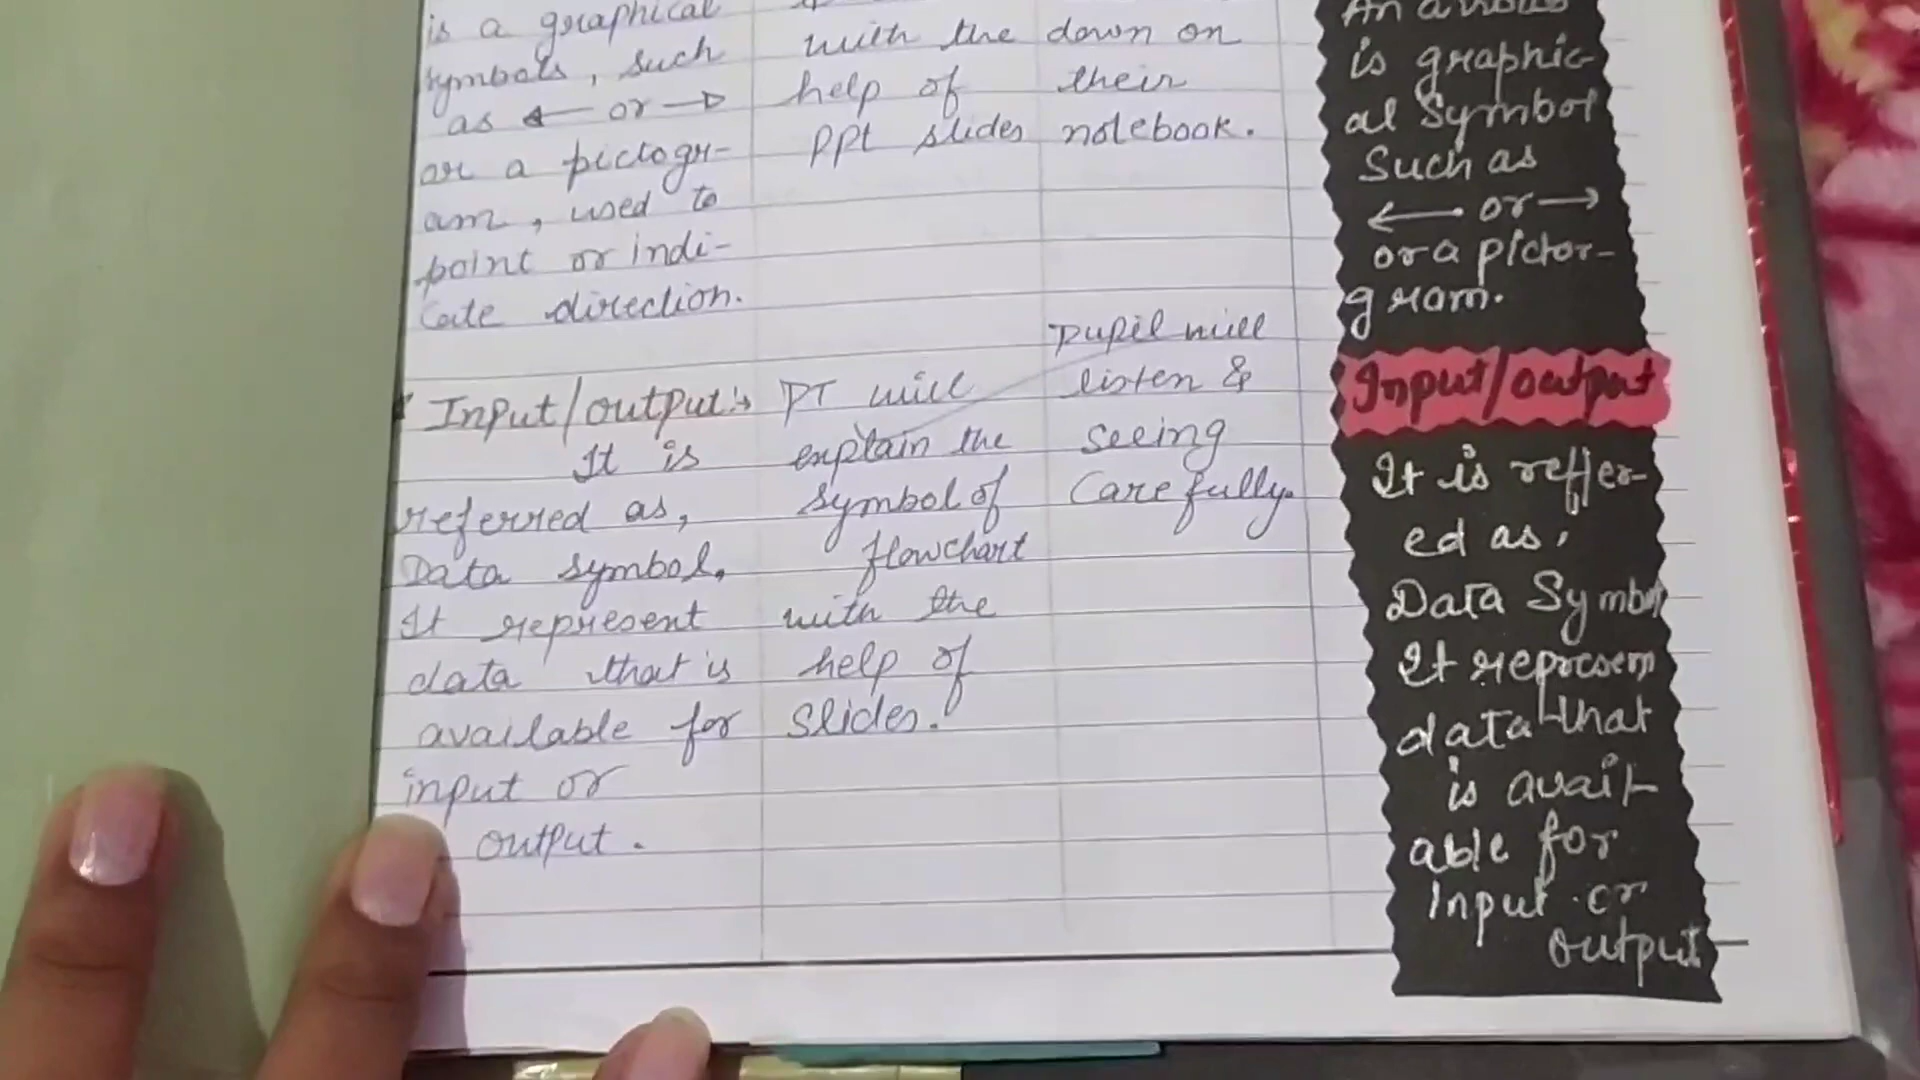 is a graphical
symbols, such
as ← or →
or a pictogr-
am, used to
point or indi-
cate direction.
Input/output:→
It is
referred as,
Data symbol.
It represent
data that is
available for
input or
output.
with the
help of
PPt slides
PT will
explain the
symbol of
flowchart
with the
help of
slides.
down on
their
notebook.
pupil will
listen &
seeing
Carefully.
An arrows
is graphic-
al Symbol
Such as
← or →
or a pictor-
gram.
Input/output
It is reffer-
ed as,
Data Symbol
It represen
data that
is avail-
able for
Input or
output